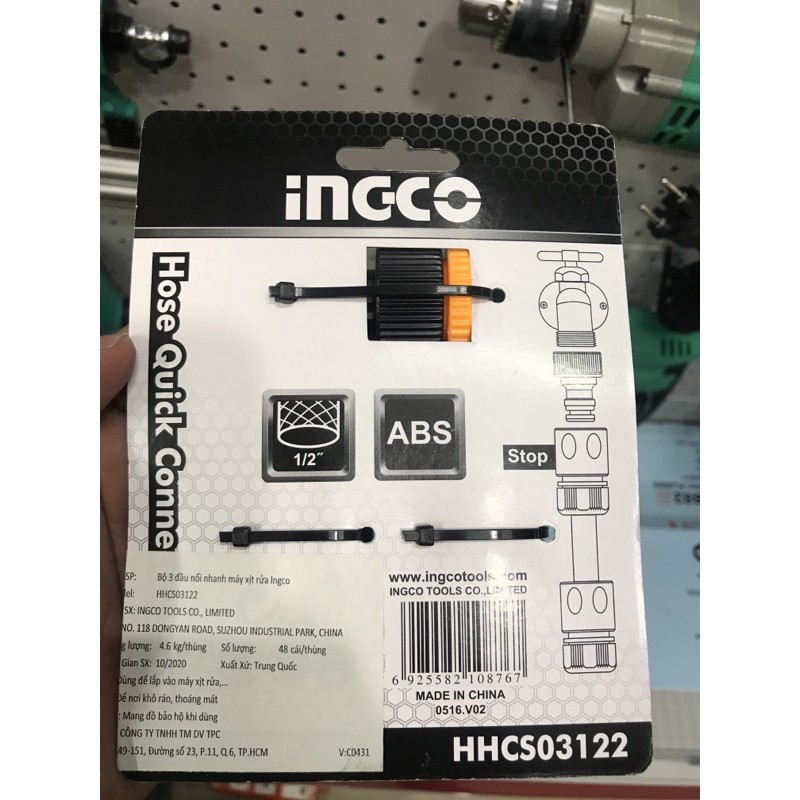 INGCO
Hose Quick Conne
1/2"
ABS
Stop
SP: Bộ 3 đầu nối nhanh máy xịt rửa Ingco
el: HHCS03122
SX: INGCO TOOLS CO., LIMITED
NO. 118 DONGYAN ROAD, SUZHOU INDUSTRIAL PARK, CHINA
g lượng: 4.6 kg/thùng Số lượng: 48 cái/thùng
Gian SX: 10/2020 Xuất Xứ: Trung Quốc
Dùng để lắp vào máy xịt rửa,...
Để nơi khô ráo, thoáng mát
: Mang đồ bảo hộ khi dùng
CÔNG TY TNHH TM DV TPC
49-151, Đường số 23, P.11, Q.6, TP.HCM V:C0431
www.ingcotools.com
INGCO TOOLS CO.,LIMITED
6 925582 108767
MADE IN CHINA
0516.V02
HHCS03122